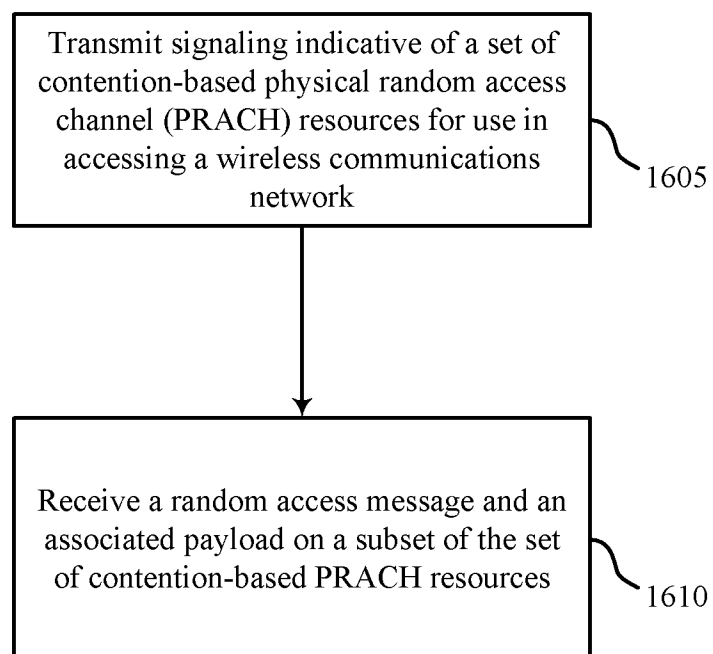 Transmit signaling indicative of a set of
contention-based physical random access
channel (PRACH) resources for use in
accessing a wireless communications
network
1605
Receive a random access message and an
associated payload on a subset of the set
of contention-based PRACH resources
1610